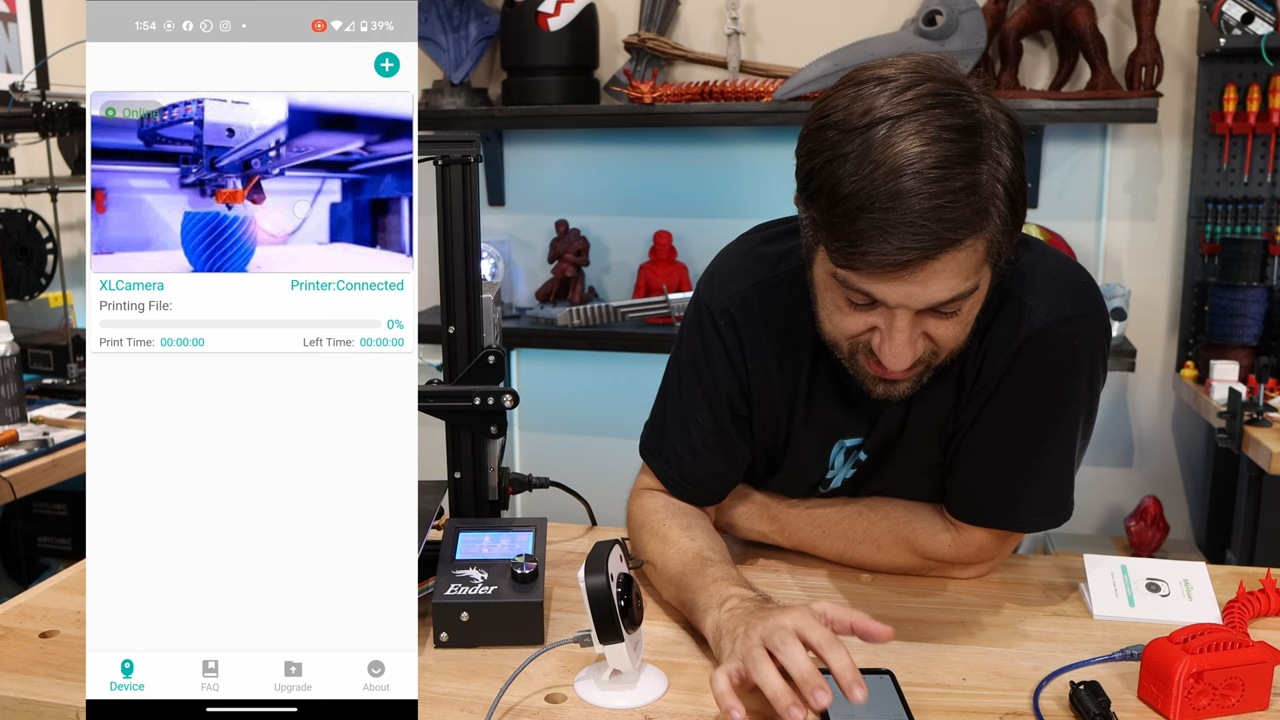 1:54
39%
Online
XLCamera
Printer:Connected
Printing File:
0%
Print Time: 00:00:00
Left Time: 00:00:00
Device
FAQ
Upgrade
About
Ender